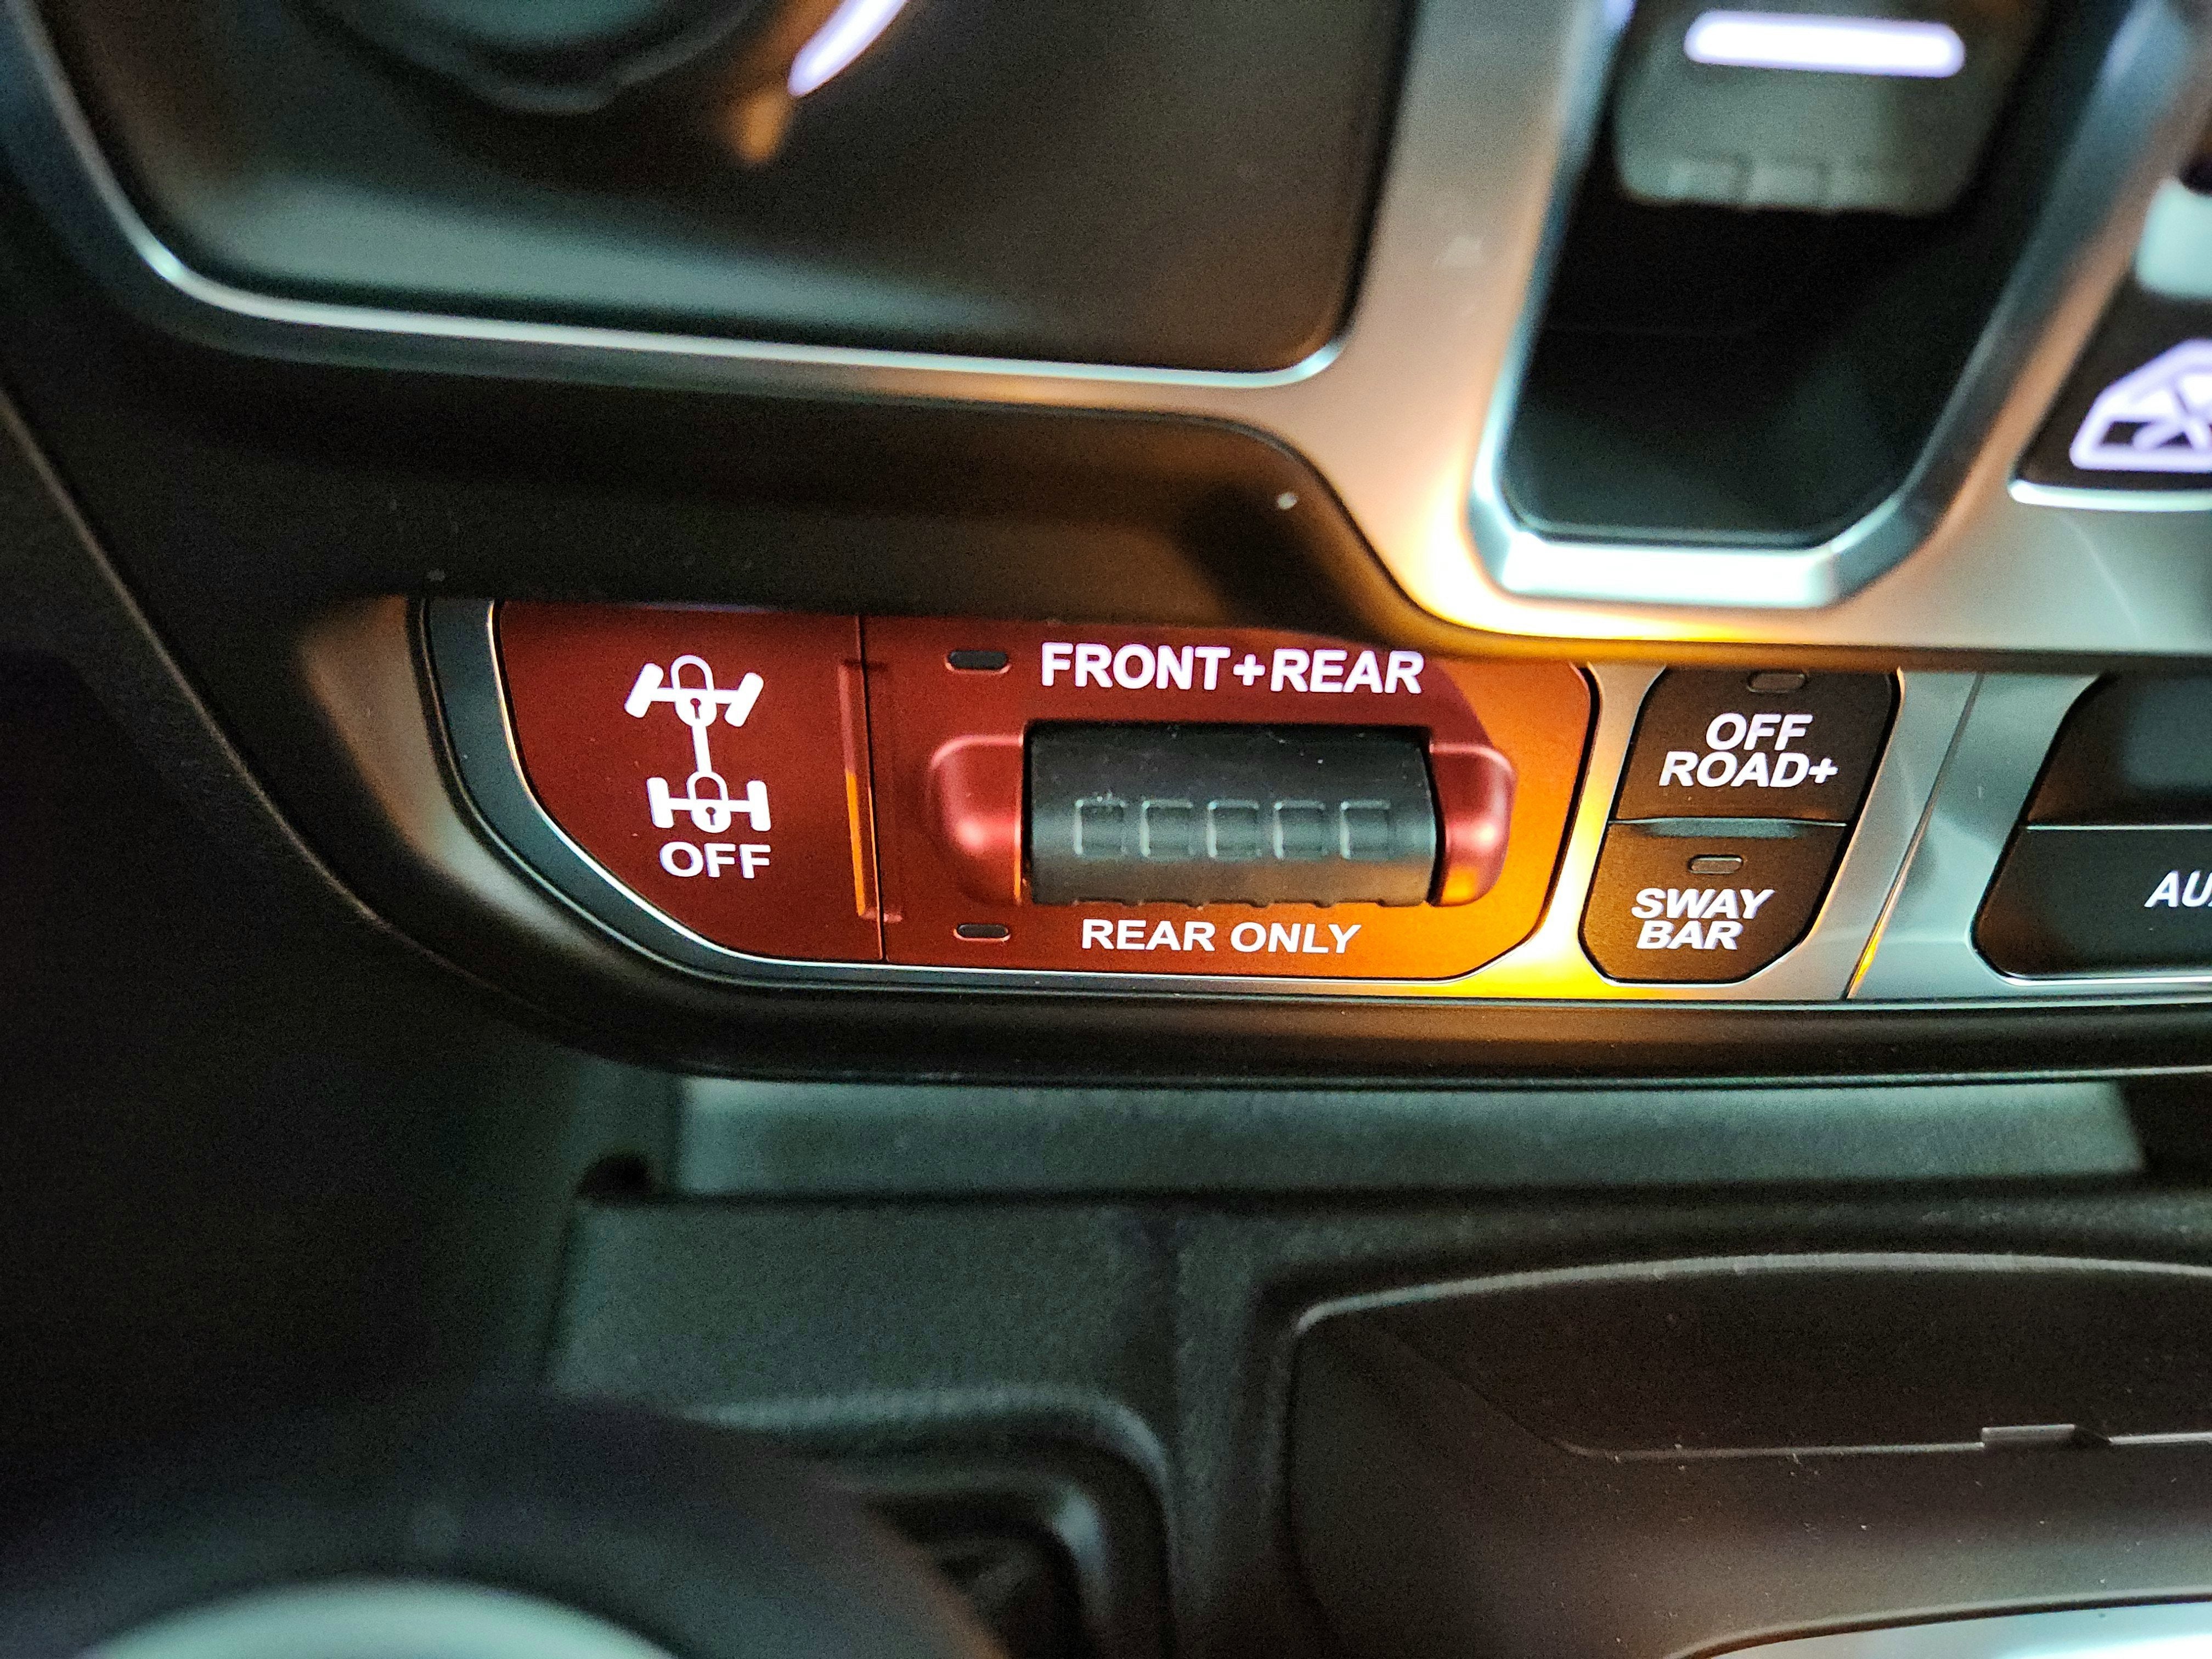 FRONT+REAR
OFF
REAR ONLY
OFF
ROAD+
SWAY
BAR